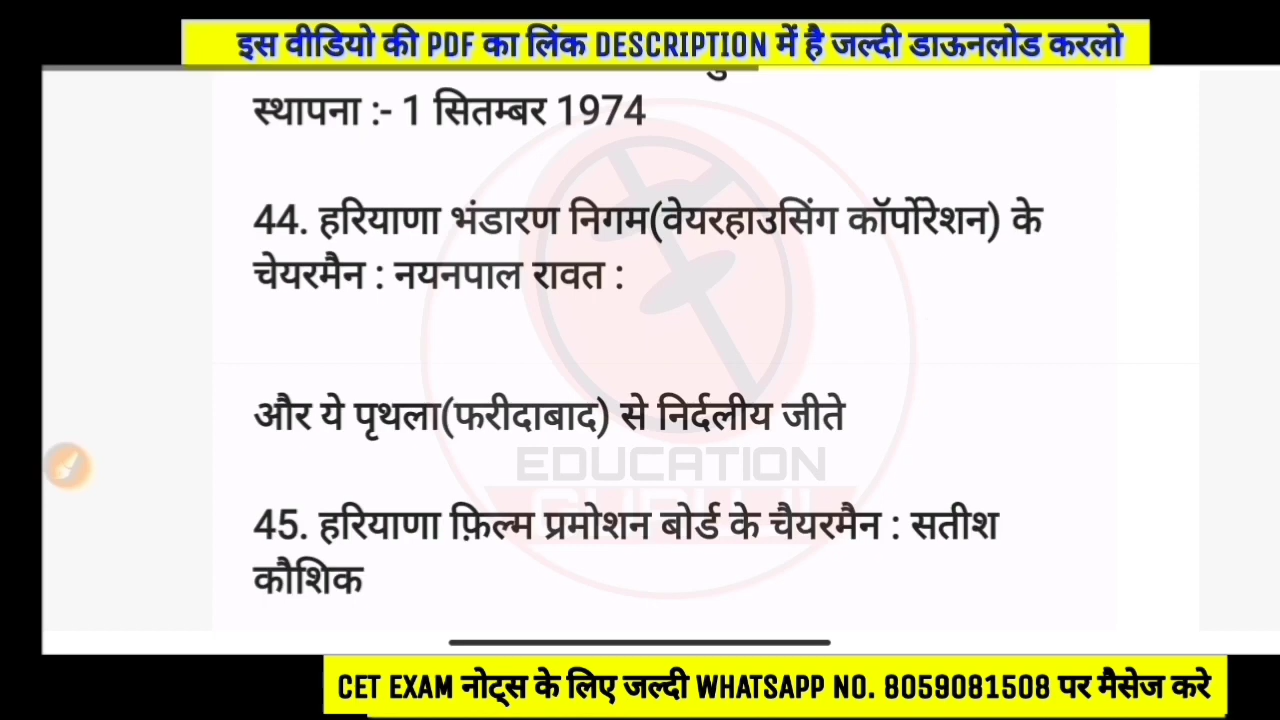 इस वीडियो की PDF का लिंक DESCRIPTION में है जल्दी डाऊनलोड करलो
स्थापना :- 1 सितम्बर 1974
44. हरियाणा भंडारण निगम(वेयरहाउसिंग कॉर्पोरेशन) के
चेयरमैन : नयनपाल रावत :
और ये पृथला(फरीदाबाद) से निर्दलीय जीते
EDUCATION
45. हरियाणा फ़िल्म प्रमोशन बोर्ड के चैयरमैन : सतीश
कौशिक
CET EXAM नोट्स के लिए जल्दी WHATSAPP NO. 8059081508 पर मैसेज करे